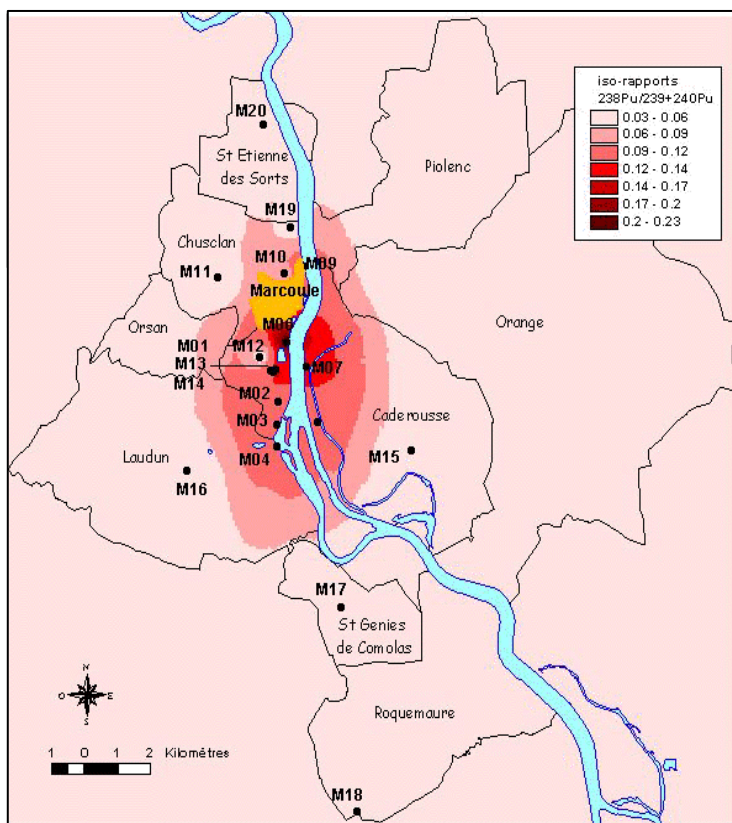 iso-rapports
238Pu/239+240Pu
0.03 - 0.06
0.06 - 0.09
0.09 - 0.12
0.12 - 0.14
0.14 - 0.17
0.17 - 0.2
0.2 - 0.23
M20
St Etienne
des Sorts
Piolenc
M19
Chusclan
M10
M09
M11
Marcoule
Orsan
Orange
M06
M01
M12
M13
M07
M14
M02
Caderousse
M03
M04
M15
Laudun
M16
M17
St Genies
de Comolas
N
O
E
S
Roquemaure
1 0 1 2 Kilomètres
M18